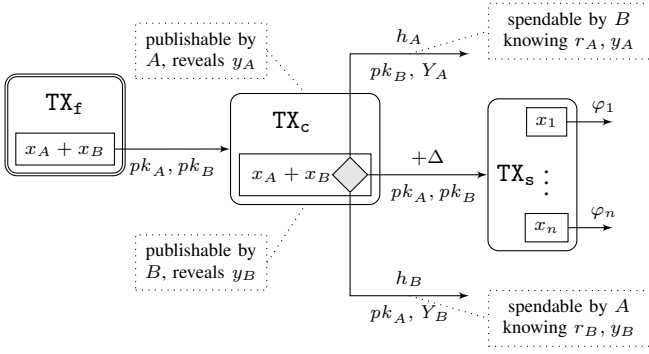 publishable by
A, reveals y_A
h_A
pk_B, Y_A
spendable by B
knowing r_A, y_A
TX_f
x_A + x_B
pk_A, pk_B
TX_c
x_A + x_B
+Δ
pk_A, pk_B
TX_s
x_1
φ_1
⋮
x_n
φ_n
publishable by
B, reveals y_B
h_B
pk_A, Y_B
spendable by A
knowing r_B, y_B